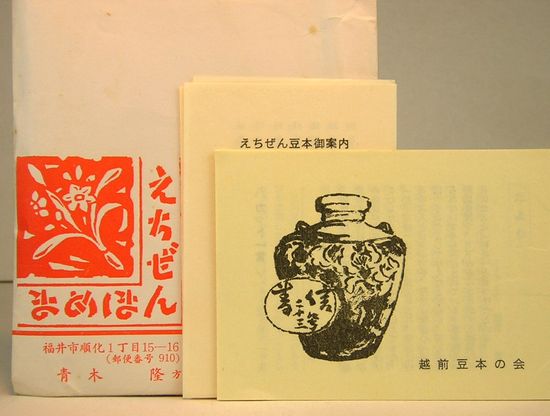 えちぜん
まめほん
福井市順化1丁目15―16
(郵便番号 910)
青木 隆方
えちぜん豆本御案内
越前豆本の会